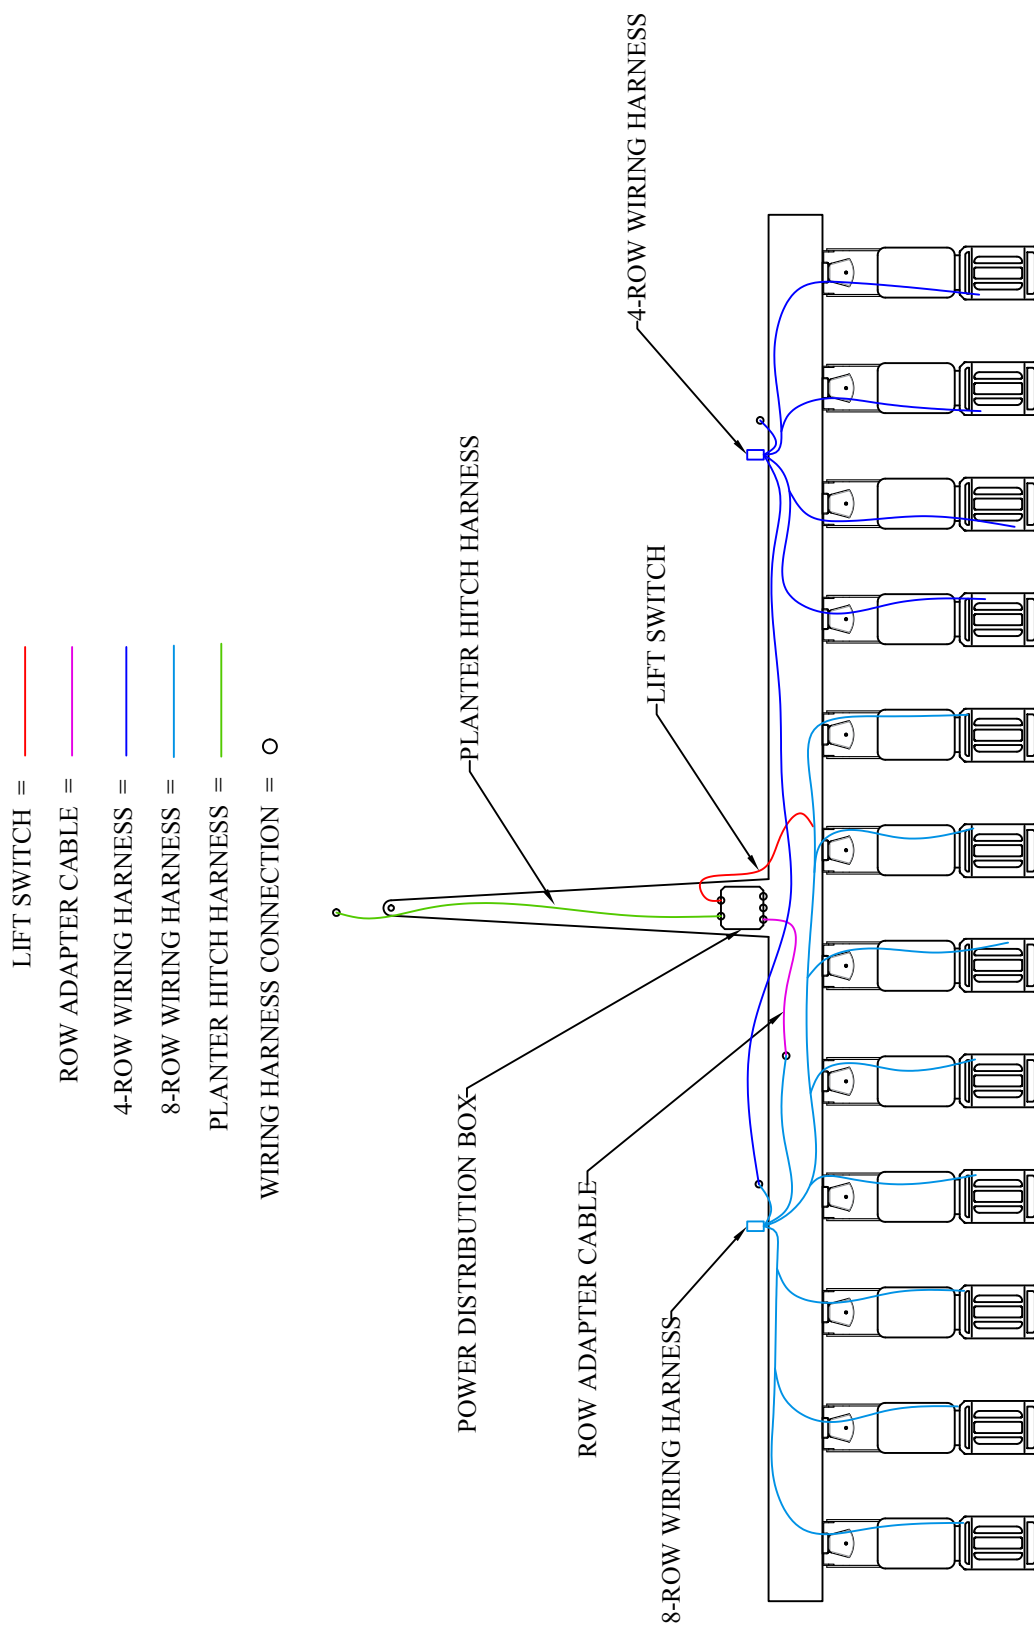 LIFT SWITCH =
ROW ADAPTER CABLE =
4-ROW WIRING HARNESS =
8-ROW WIRING HARNESS =
PLANTER HITCH HARNESS =
WIRING HARNESS CONNECTION =
POWER DISTRIBUTION BOX
PLANTER HITCH HARNESS
ROW ADAPTER CABLE
LIFT SWITCH
8-ROW WIRING HARNESS
4-ROW WIRING HARNESS